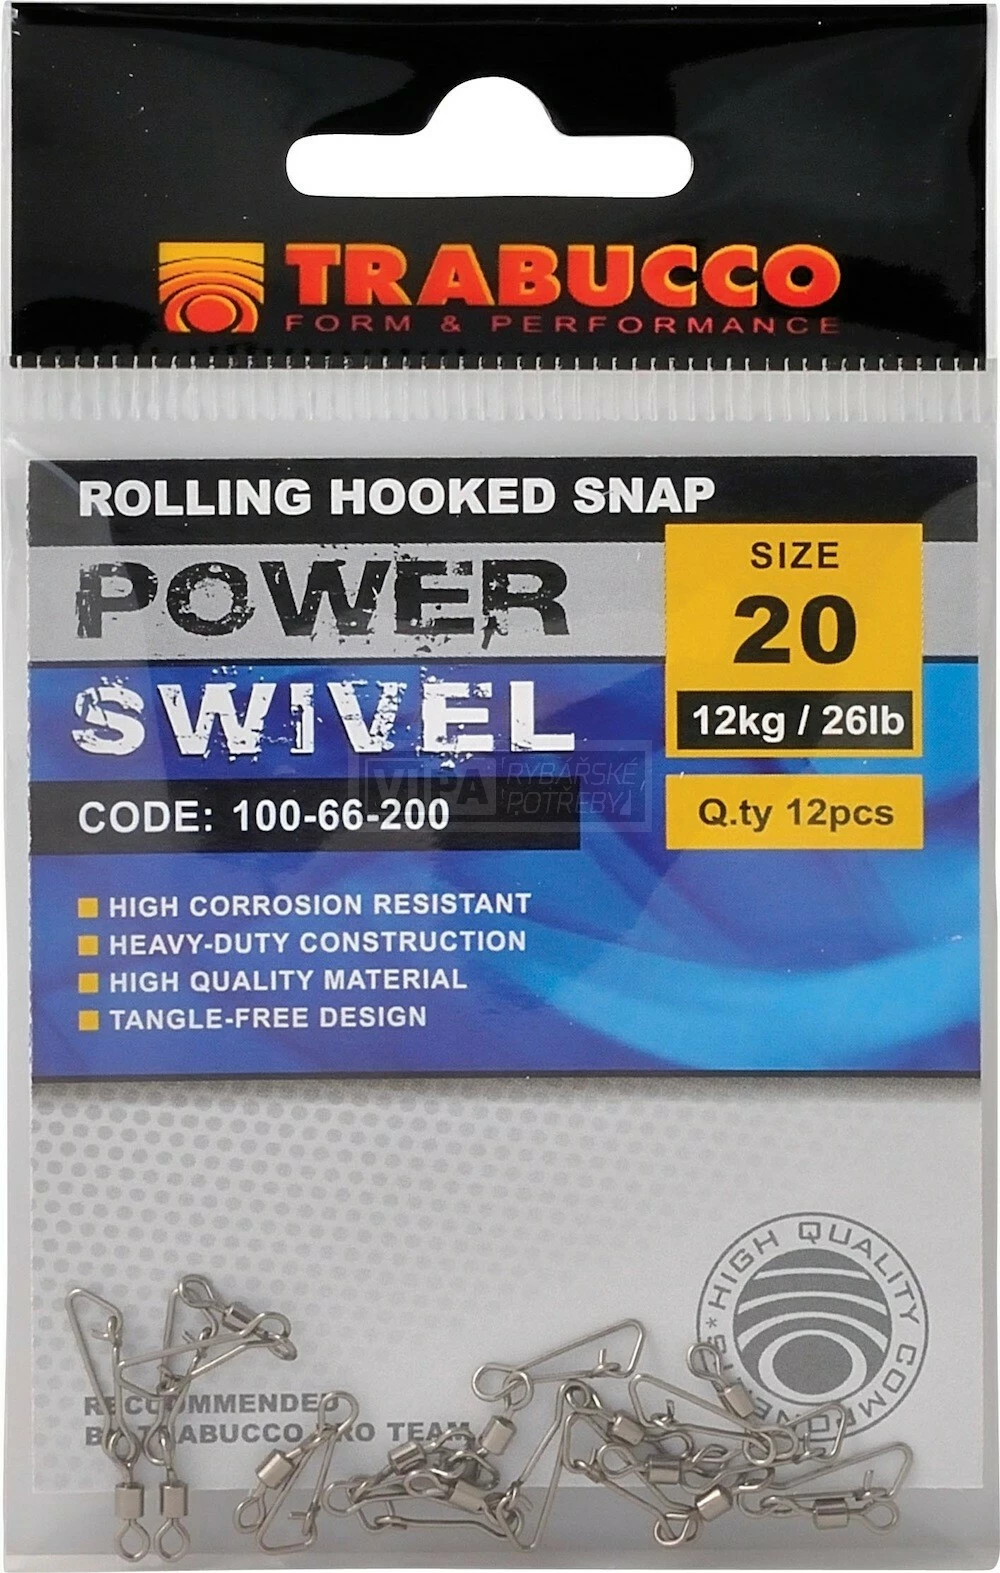 TRABUCCO
FORM & PERFORMANCE
ROLLING HOOKED SNAP
POWER
SWIVEL
SIZE
20
12kg / 26lb
Q.ty 12pcs
CODE: 100-66-200
VIPA RYBÁŘSKÉ
POTŘEBY
HIGH CORROSION RESISTANT
HEAVY-DUTY CONSTRUCTION
HIGH QUALITY MATERIAL
TANGLE-FREE DESIGN
*HIGH QUALITY COMPONENTS
RECOMMENDED
BY TRABUCCO PRO TEAM